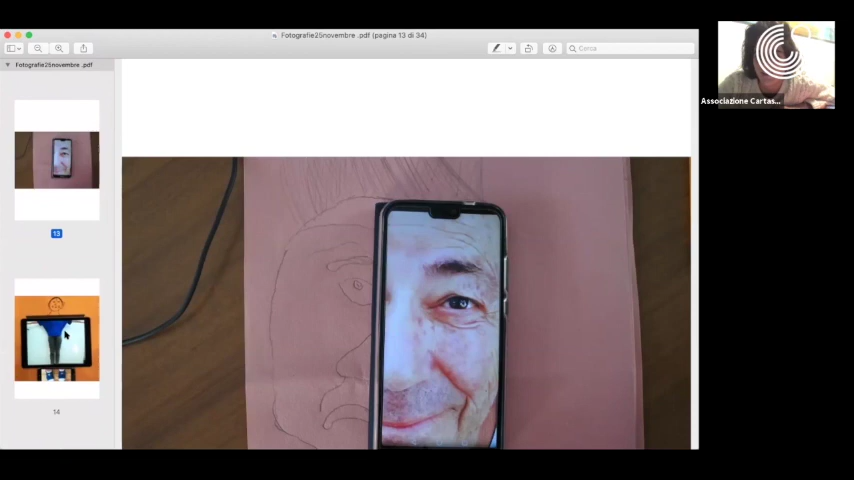 Fotografie25novembre .pdf (pagina 13 di 34)
Cerca
Fotografie25novembre .pdf
13
14
Associazione Cartas...